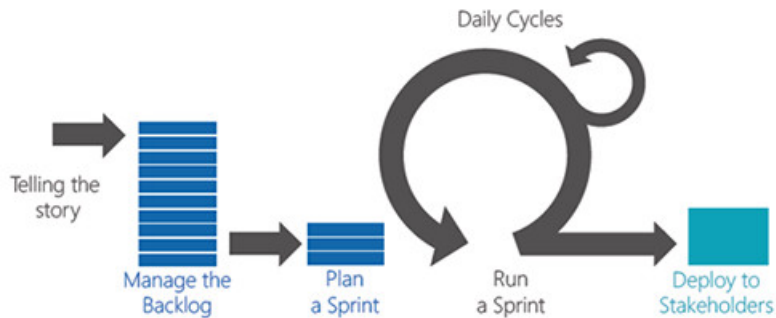 Daily Cycles
Telling the
story
Manage the
Backlog
Plan
a Sprint
Run
a Sprint
Deploy to
Stakeholders